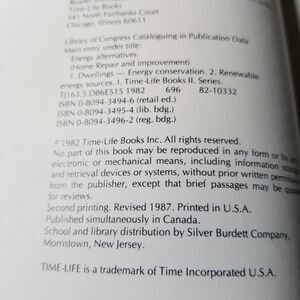 Time-Life Books
541 North Fairbanks Court
Chicago, Illinois 60611
Library of Congress Cataloguing in Publication Data
Main entry under title:
Energy alternatives.
(Home Repair and improvement)
1. Dwellings — Energy conservation. 2. Renewable
energy sources. I. Time-Life Books II. Series.
TJ163.5.D86E515 1982 696 82-10332
ISBN 0-8094-3494-6 (retail ed.)
ISBN 0-8094-3495-4 (lib. bdg.)
ISBN 0-8094-3496-2 (reg. bdg.)
© 1982 Time-Life Books Inc. All rights reserved.
No part of this book may be reproduced in any form or by any
electronic or mechanical means, including information storage
and retrieval devices or systems, without prior written permission
from the publisher, except that brief passages may be quoted
for reviews.
Second printing. Revised 1987. Printed in U.S.A.
Published simultaneously in Canada.
School and library distribution by Silver Burdett Company,
Morristown, New Jersey.
TIME-LIFE is a trademark of Time Incorporated U.S.A.